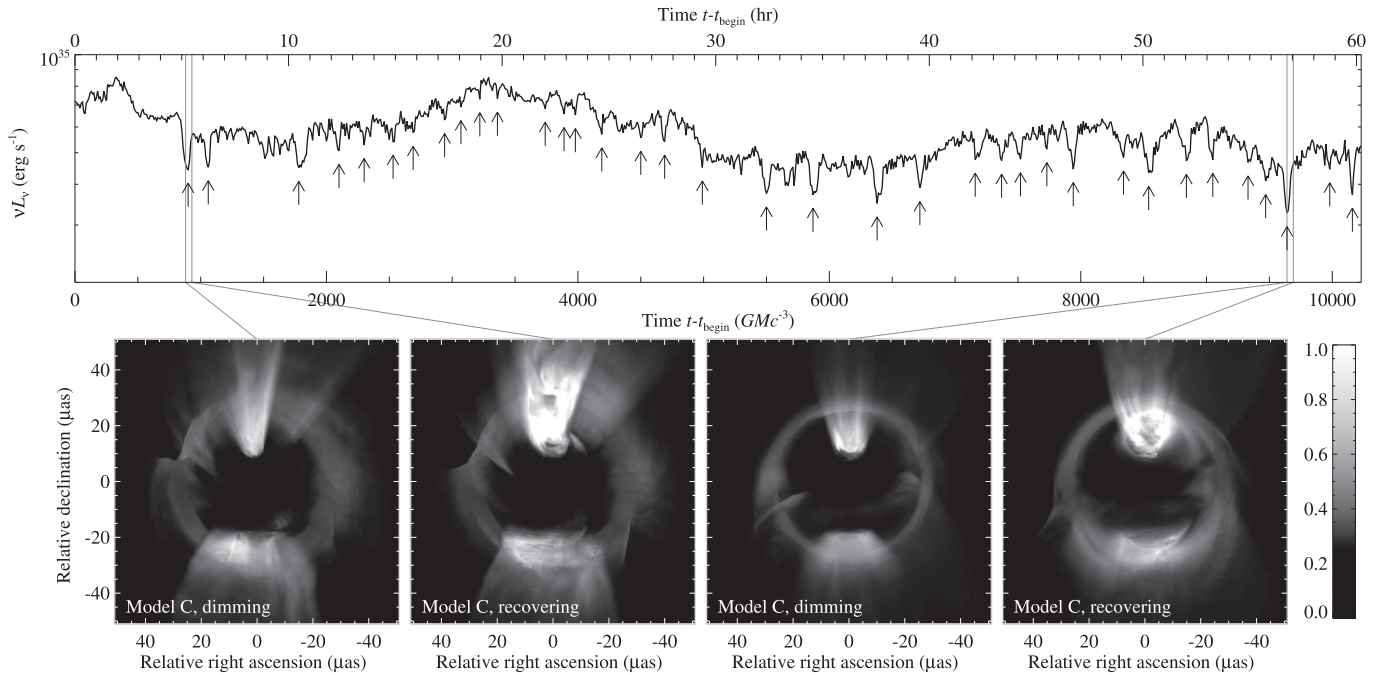 Time t-t_begin (hr)
0 10 20 30 40 50 60
10^35
νL_ν (erg s^-1)
0 2000 4000 6000 8000 10000
Time t-t_begin (GMc^-3)
1.0
0.8
0.6
0.4
0.2
0.0
Relative declination (μas)
40
20
0
-20
-40
Model C, dimming
Model C, recovering
Model C, dimming
Model C, recovering
40 20 0 -20 -40
40 20 0 -20 -40
40 20 0 -20 -40
40 20 0 -20 -40
Relative right ascension (μas)
Relative right ascension (μas)
Relative right ascension (μas)
Relative right ascension (μas)